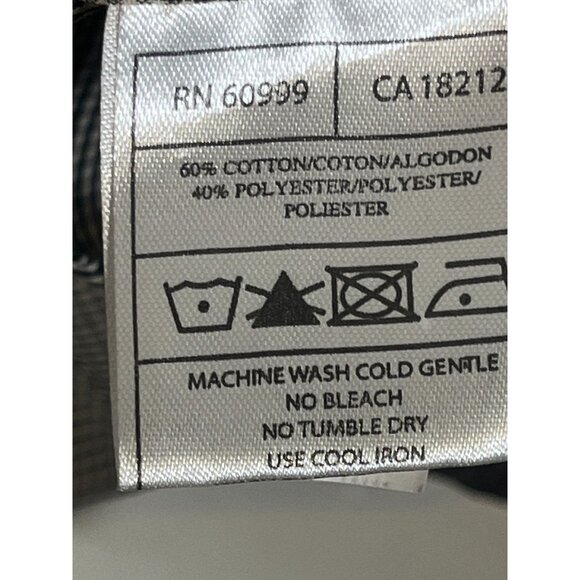 RN 60999 CA 18212
60% COTTON/COTON/ALGODON
40% POLYESTER/POLYESTER/
POLIESTER
MACHINE WASH COLD GENTLE
NO BLEACH
NO TUMBLE DRY
USE COOL IRON